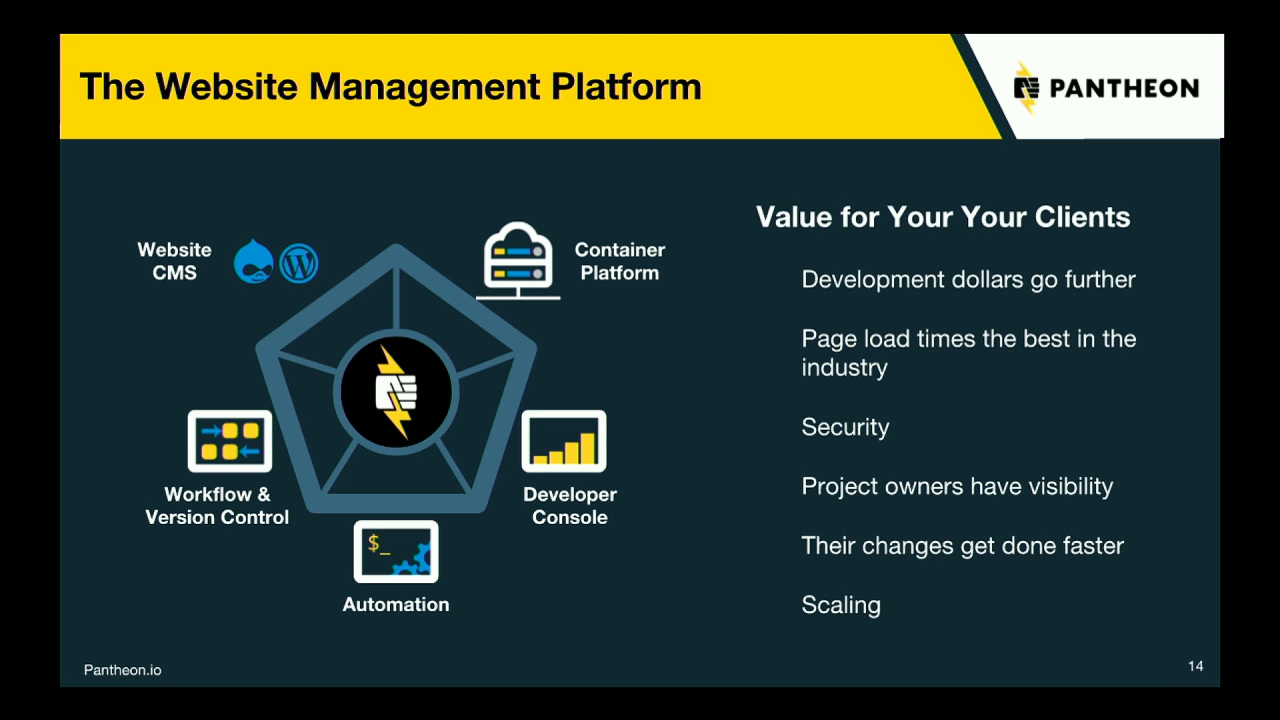 The Website Management Platform
PANTHEON
Website
CMS
Container
Platform
Workflow &
Version Control
Developer
Console
$_
Automation
Value for Your Your Clients
Development dollars go further
Page load times the best in the
industry
Security
Project owners have visibility
Their changes get done faster
Scaling
Pantheon.io
14